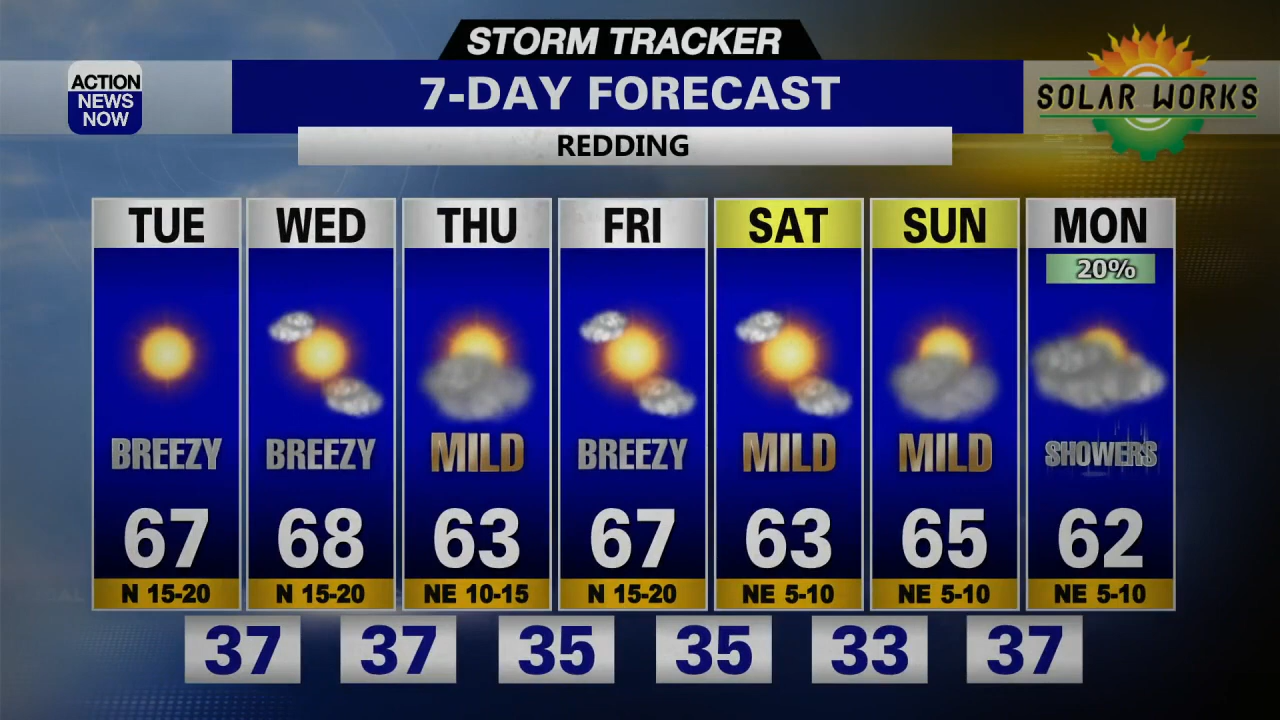 STORM TRACKER
ACTION
NEWS
NOW
7-DAY FORECAST
SOLAR WORKS
REDDING
TUE WED THU FRI SAT SUN MON
20%
BREEZY BREEZY MILD BREEZY MILD MILD SHOWERS
67 68 63 67 63 65 62
N 15-20 N 15-20 NE 10-15 N 15-20 NE 5-10 NE 5-10 NE 5-10
37 37 35 35 33 37